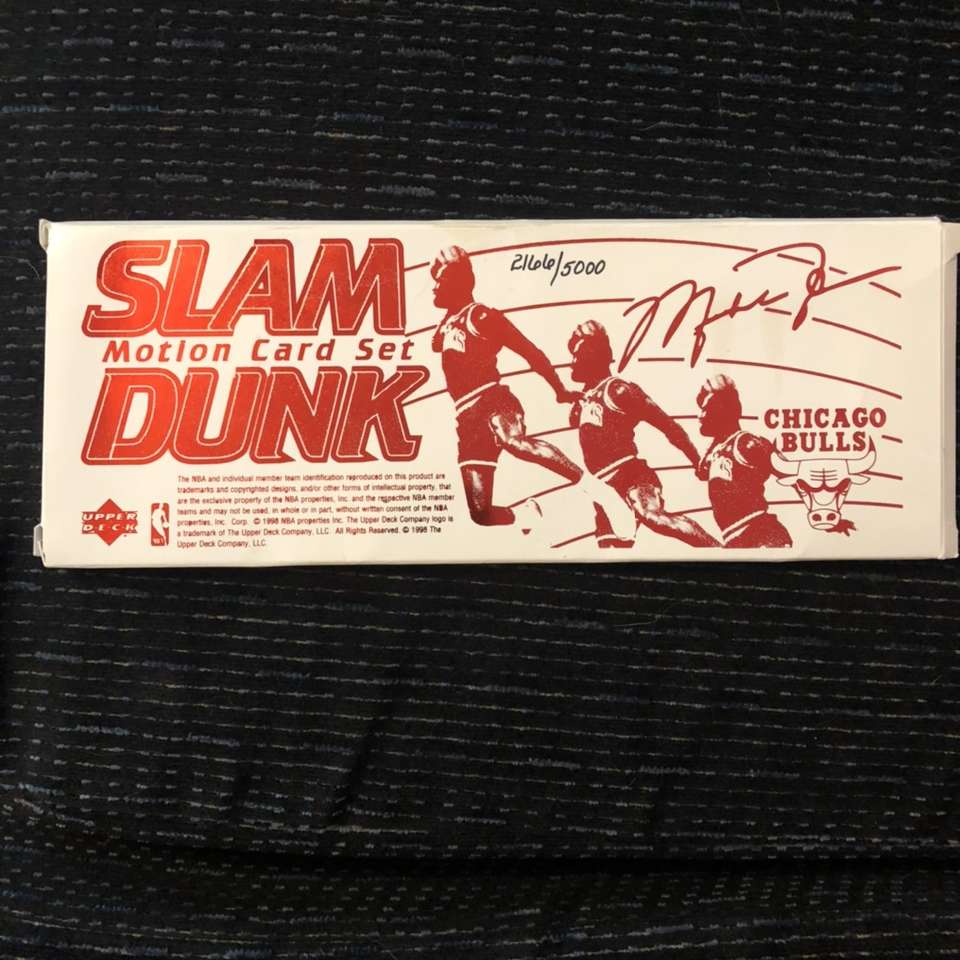 SLAM
Motion Card Set
DUNK
2166/5000
CHICAGO
BULLS
UPPER
DECK
The NBA and individual member team identification reproduced on this product are
trademarks and copyrighted designs, and/or other forms of intellectual property, that
are the exclusive property of the NBA properties, Inc. and the respective NBA member
teams and may not be used, in whole or in part, without written consent of the NBA
properties, Inc. Corp. © 1998 NBA properties Inc. The Upper Deck Company logo is
a trademark of The Upper Deck Company, LLC. All Rights Reserved. © 1998 The
Upper Deck Company, LLC.